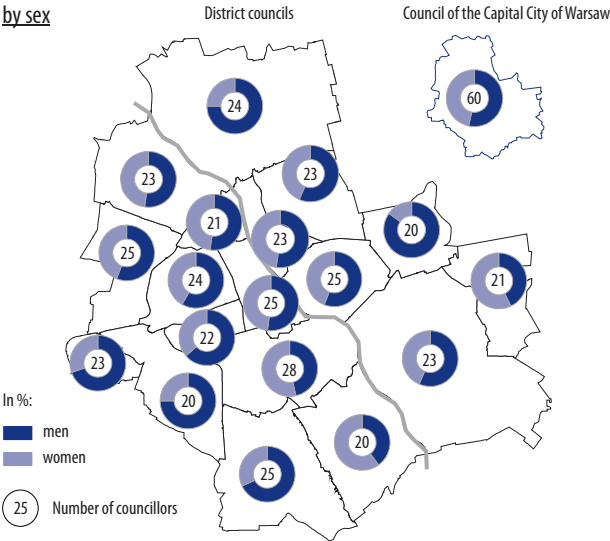 by sex
District councils
Council of the Capital City of Warsaw
60
24
23
23
21
20
23
25
24
25
21
25
22
23
23
28
20
20
25
In %:
men
women
25 Number of councillors